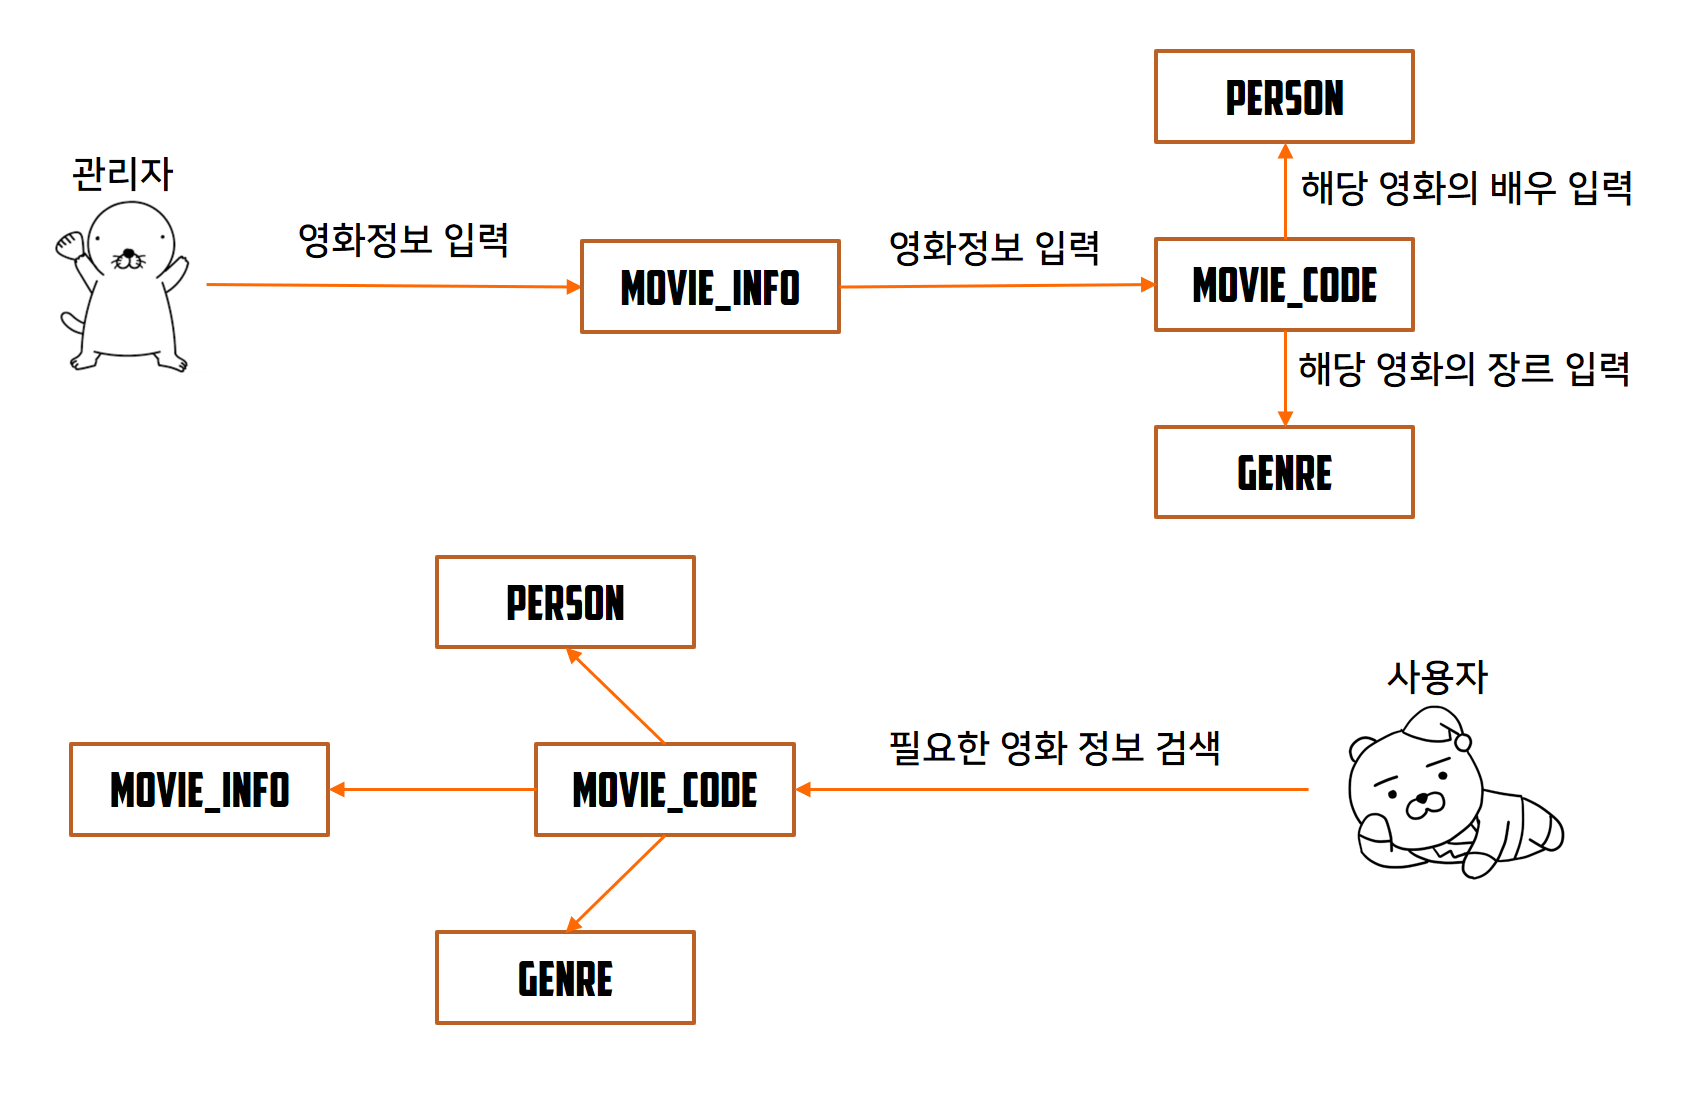 관리자
영화정보 입력
MOVIE_INFO
영화정보 입력
PERSON
해당 영화의 배우 입력
MOVIE_CODE
해당 영화의 장르 입력
GENRE
PERSON
MOVIE_INFO
MOVIE_CODE
필요한 영화 정보 검색
사용자
GENRE